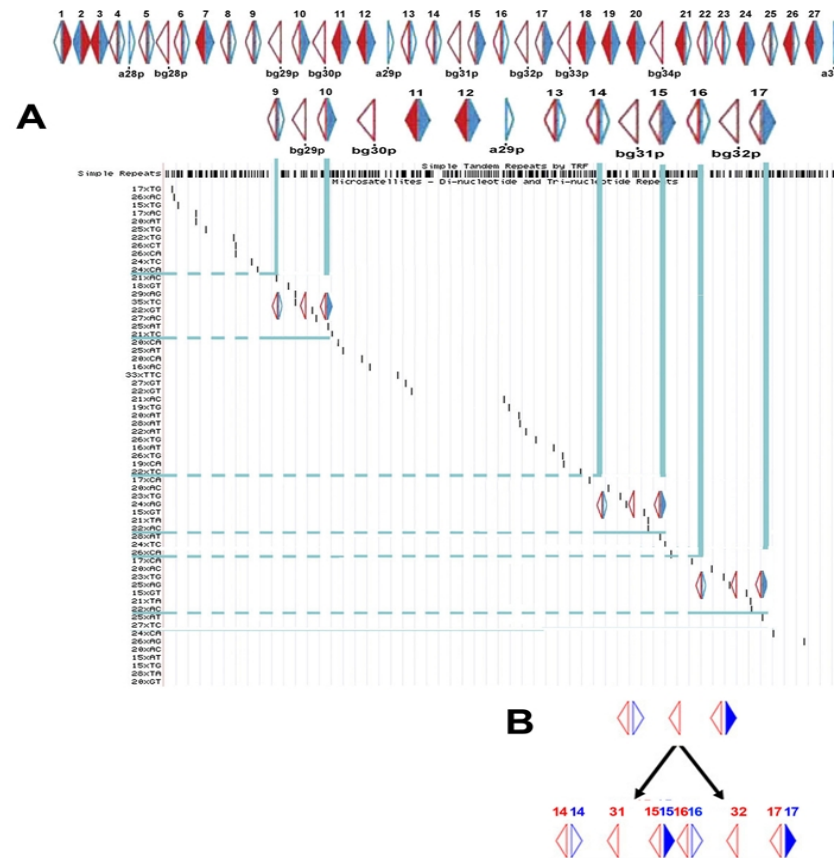 1 2 3 4 5 6 7 8 9 10 11 12 13 14 15 16 17 18 19 20 21 22 23 24 25 26 27
a28p bg28p bg29p bg30p a29p bg31p bg32p bg33p bg34p a3
A
9 10 11 12 13 14 15 16 17
bg29p bg30p a29p bg31p bg32p
Simple Tandem Repeats by TRF
Simple Repeats
Microsatellites - Di-nucleotide and Tri-nucleotide Repeats
17xTG
26xAC
15xTG
17xAC
20xAT
25xTG
22xTG
26xCT
26xCA
24xTC
24xCA
21xAC
18xGT
29xAG
35xTC
22xGT
27xAC
25xAT
21xTC
20xCA
25xAT
20xCA
16xAC
33xTTC
27xGT
22xGT
21xAC
19xTG
20xAT
28xAT
22xAT
26xTG
16xAT
26xTG
19xCA
22xTC
17xCA
20xAC
23xTG
24xAG
15xGT
21xTA
22xAC
28xAT
24xTC
26xCA
17xCA
20xAC
23xTG
25xAG
15xGT
21xTA
22xAC
25xAT
27xTC
24xCA
26xAG
15xAT
15xTG
28xTA
20xGT
B
14 14 31 15 15 16 16 32 17 17